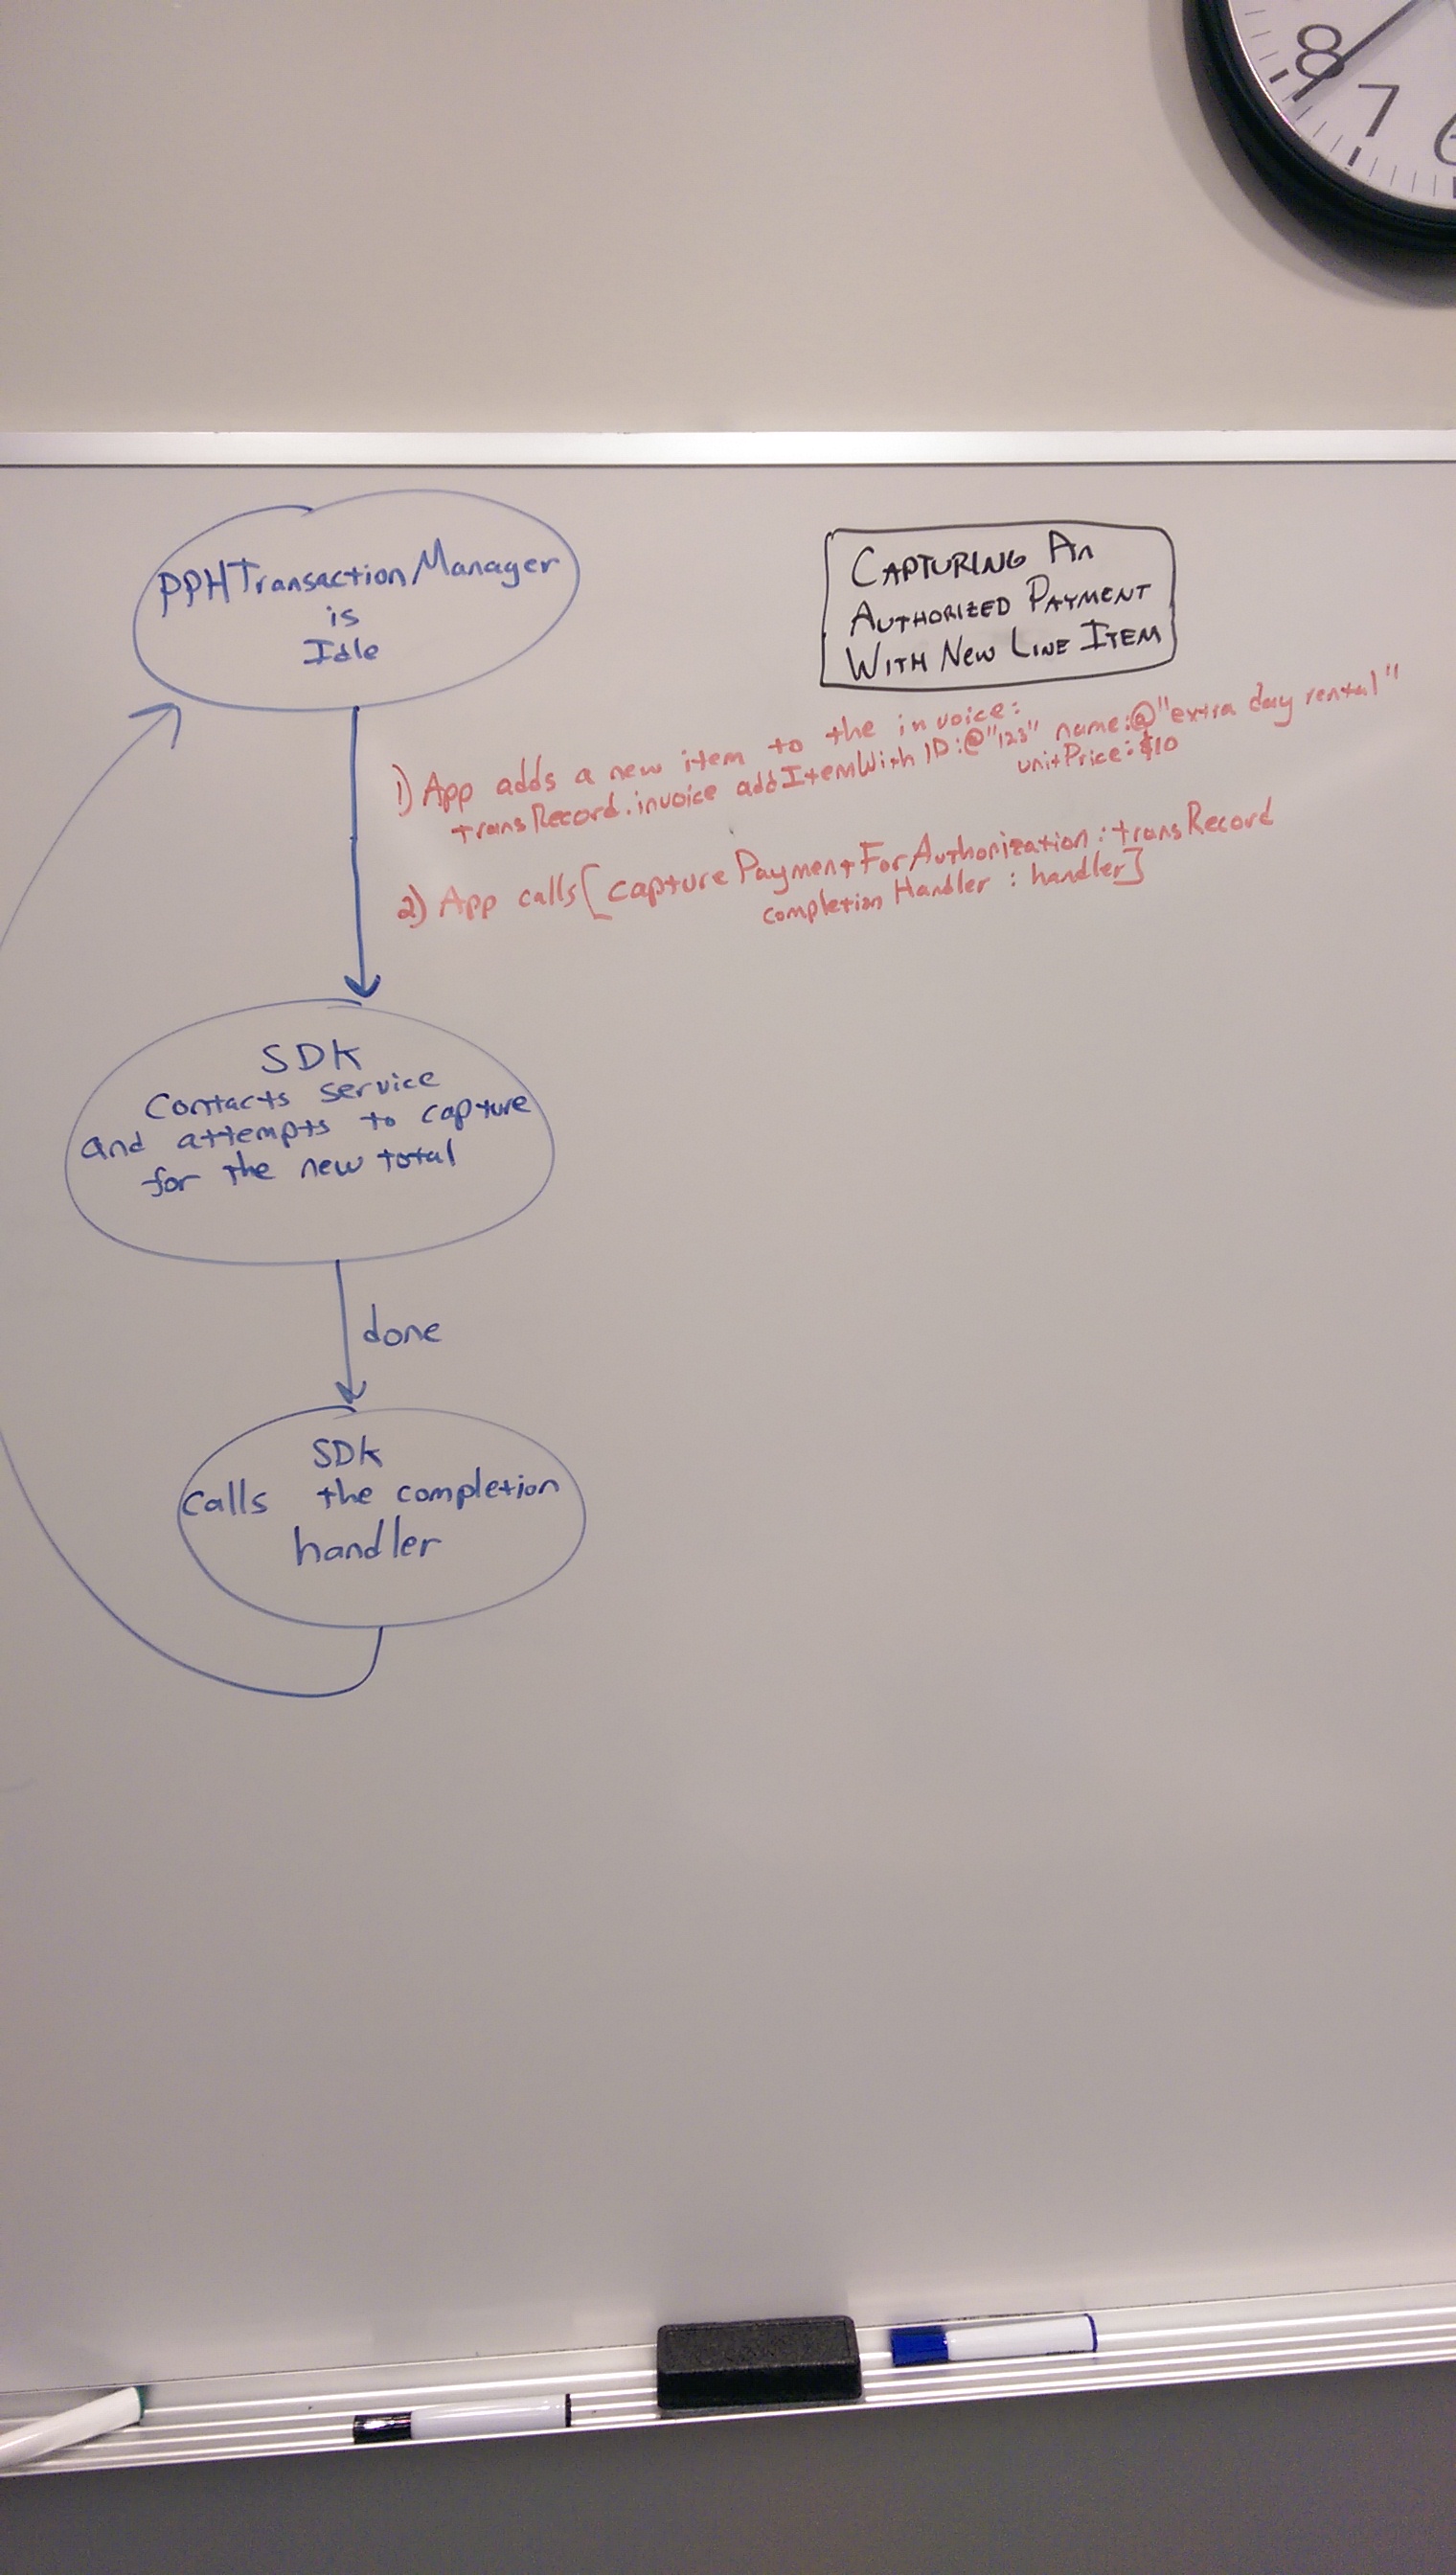 8
7
6
PPHTransactionManager
is
Idle
CAPTURING An
AUTHORIZED PAYMENT
WITH NEW LINE ITEM
1) App adds a new item to the invoice:
transRecord.invoice addItemWithID:@"123" name:@"extra day rental"
unitPrice:$10
2) App calls [capturePaymentForAuthorization:transRecord
completionHandler: handler]
SDK
Contacts service
and attempts to capture
for the new total
done
SDK
calls the completion
handler